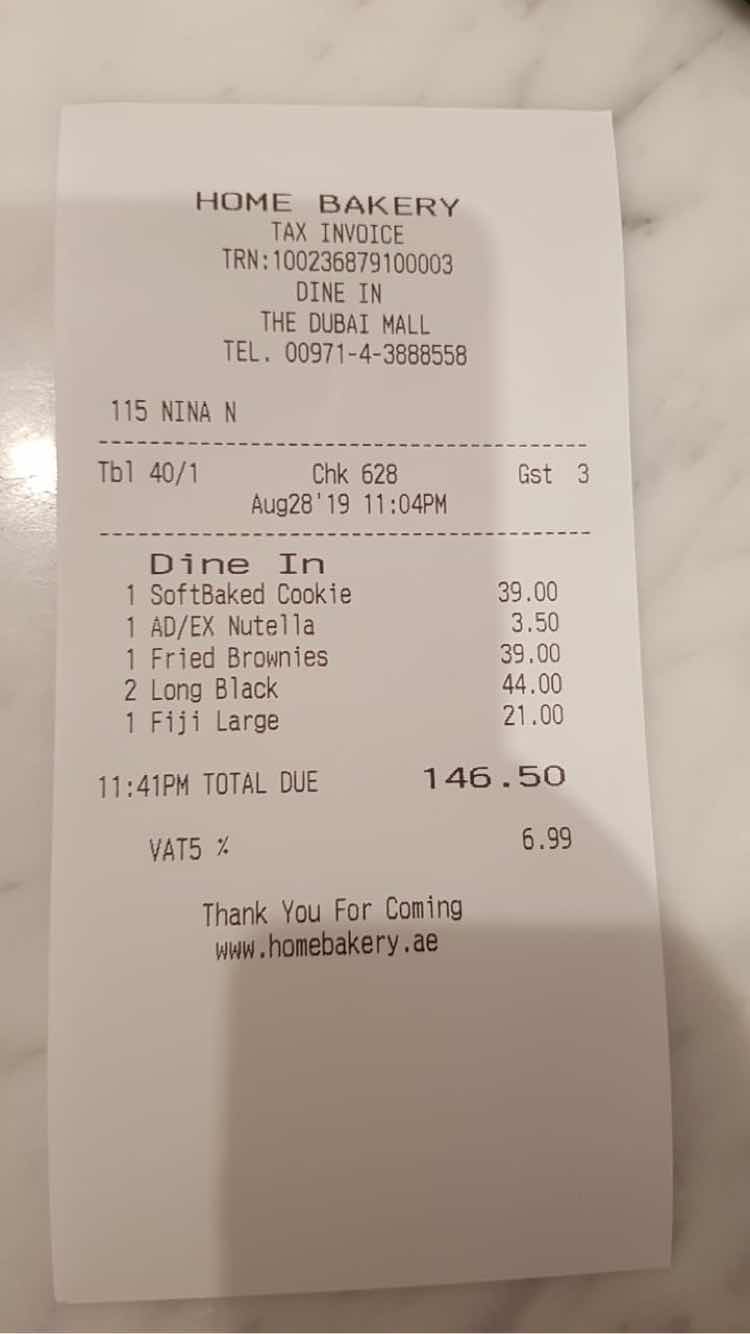 HOME BAKERY
TAX INVOICE
TRN:100236879100003
DINE IN
THE DUBAI MALL
TEL. 00971-4-3888558
115 NINA N
Tbl 40/1 Chk 628 Gst 3
Aug28'19 11:04PM
Dine In
1 SoftBaked Cookie 39.00
1 AD/EX Nutella 3.50
1 Fried Brownies 39.00
2 Long Black 44.00
1 Fiji Large 21.00
11:41PM TOTAL DUE 146.50
VAT5 % 6.99
Thank You For Coming
www.homebakery.ae